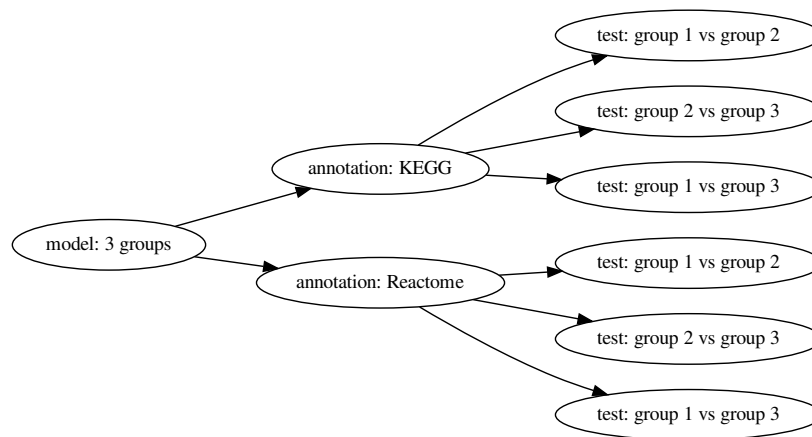 test: group 1 vs group 2
test: group 2 vs group 3
annotation: KEGG
test: group 1 vs group 3
model: 3 groups
test: group 1 vs group 2
annotation: Reactome
test: group 2 vs group 3
test: group 1 vs group 3